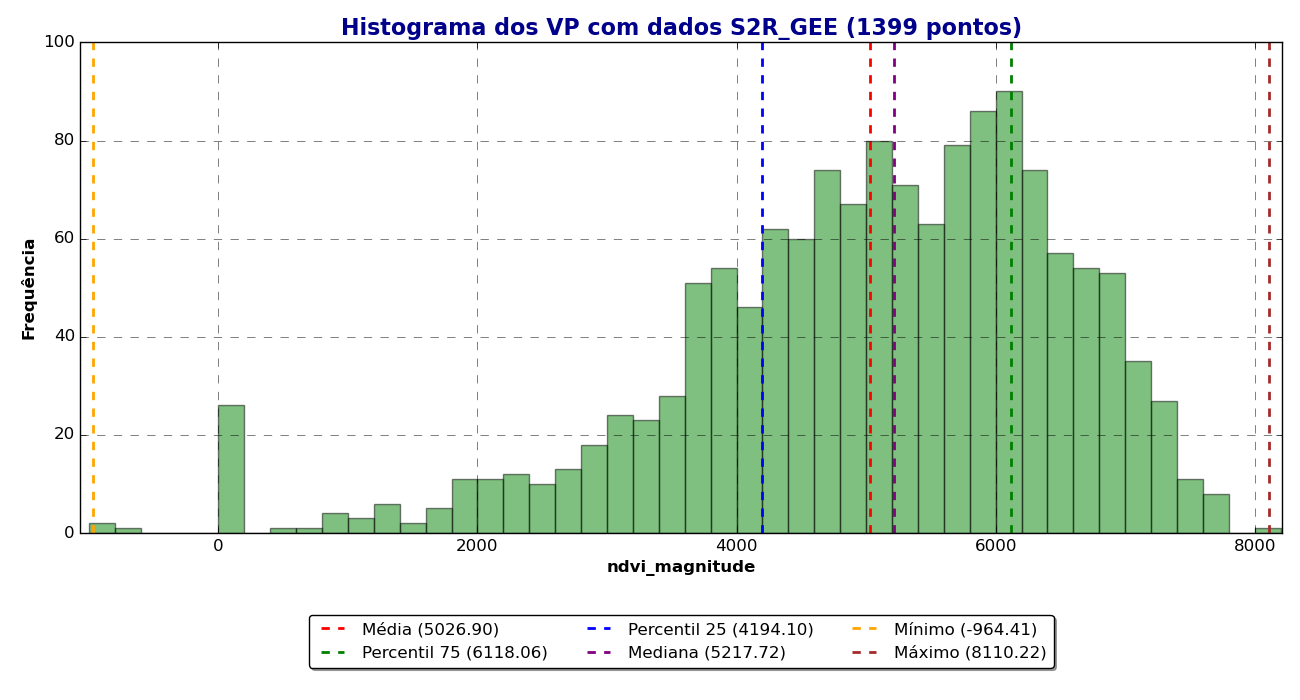 Histograma dos VP com dados S2R_GEE (1399 pontos)
100
80
60
40
20
0
Frequência
0 2000 4000 6000 8000
ndvi_magnitude
Média (5026.90) Percentil 25 (4194.10) Mínimo (-964.41)
Percentil 75 (6118.06) Mediana (5217.72) Máximo (8110.22)